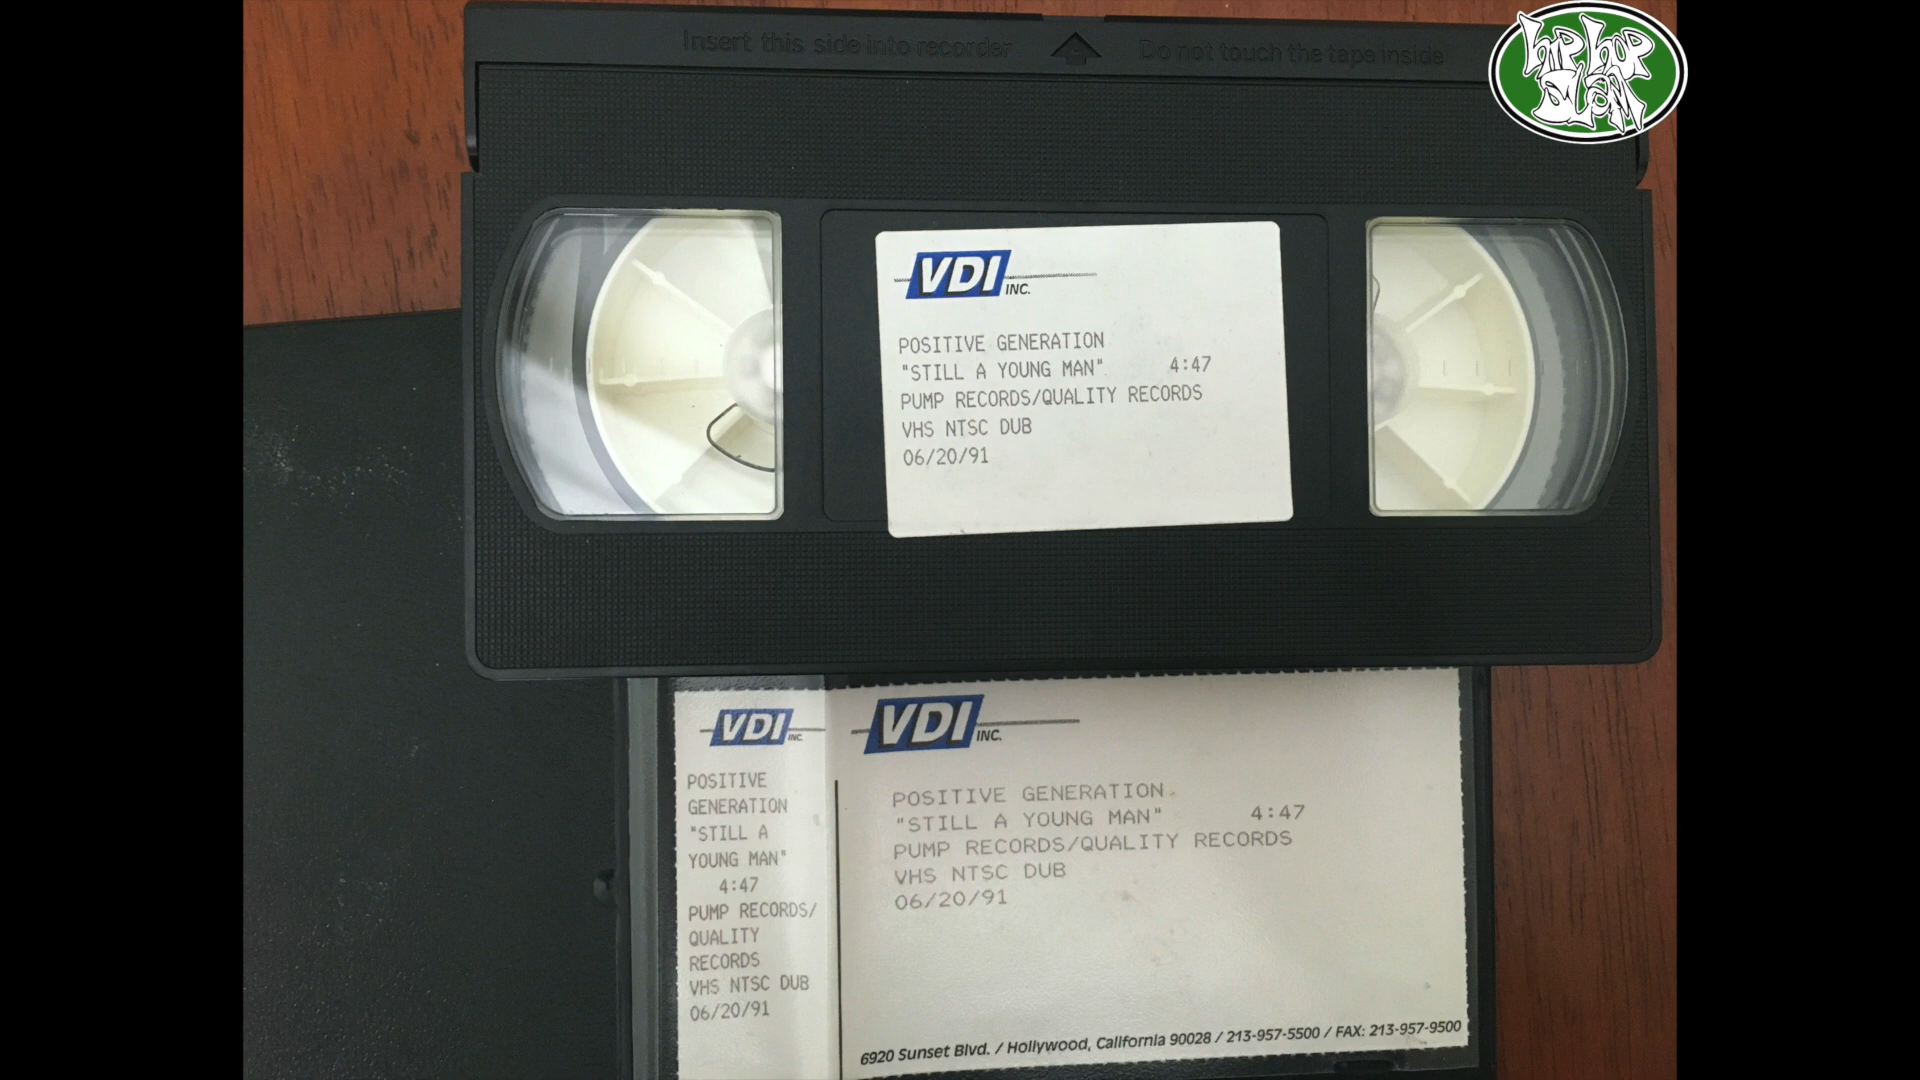 Insert this side into recorder
Do not touch the tape inside
HIP HOP
SLAM
VDI INC.
POSITIVE GENERATION
"STILL A YOUNG MAN" 4:47
PUMP RECORDS/QUALITY RECORDS
VHS NTSC DUB
06/20/91
VDI INC.
POSITIVE
GENERATION
"STILL A
YOUNG MAN"
4:47
PUMP RECORDS/
QUALITY
RECORDS
VHS NTSC DUB
06/20/91
VDI INC.
POSITIVE GENERATION
"STILL A YOUNG MAN" 4:47
PUMP RECORDS/QUALITY RECORDS
VHS NTSC DUB
06/20/91
6920 Sunset Blvd. / Hollywood, California 90028 / 213-957-5500 / FAX: 213-957-9500